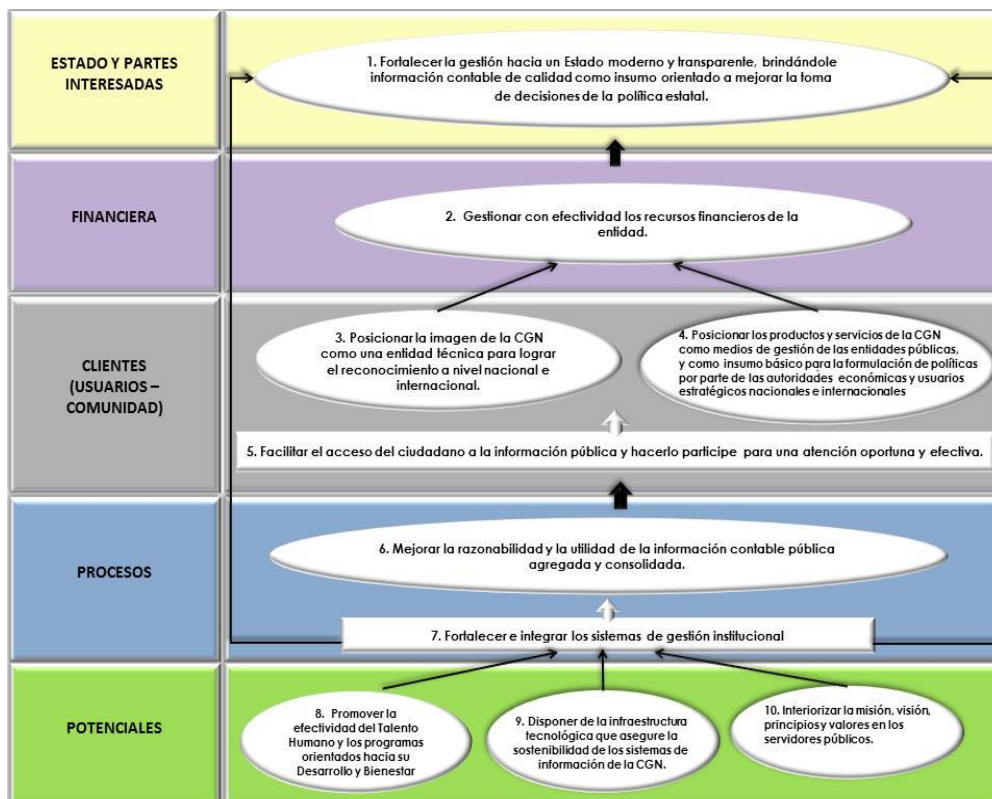 ESTADO Y PARTES
INTERESADAS
1. Fortalecer la gestión hacia un Estado moderno y transparente, brindándole
información contable de calidad como insumo orientado a mejorar la toma
de decisiones de la política estatal.
FINANCIERA
2. Gestionar con efectividad los recursos financieros de la
entidad.
CLIENTES
(USUARIOS –
COMUNIDAD)
3. Posicionar la imagen de la CGN
como una entidad técnica para lograr
el reconocimiento a nivel nacional e
internacional.
4. Posicionar los productos y servicios de la CGN
como medios de gestión de las entidades públicas,
y como insumo básico para la formulación de políticas
por parte de las autoridades económicas y usuarios
estratégicos nacionales e internacionales
5. Facilitar el acceso del ciudadano a la información pública y hacerlo participe para una atención oportuna y efectiva.
PROCESOS
6. Mejorar la razonabilidad y la utilidad de la información contable pública
agregada y consolidada.
7. Fortalecer e integrar los sistemas de gestión institucional
POTENCIALES
8. Promover la
efectividad del Talento
Humano y los programas
orientados hacia su
Desarrollo y Bienestar
9. Disponer de la infraestructura
tecnológica que asegure la
sostenibilidad de los sistemas de
información de la CGN.
10. Interiorizar la misión, visión,
principios y valores en los
servidores públicos.